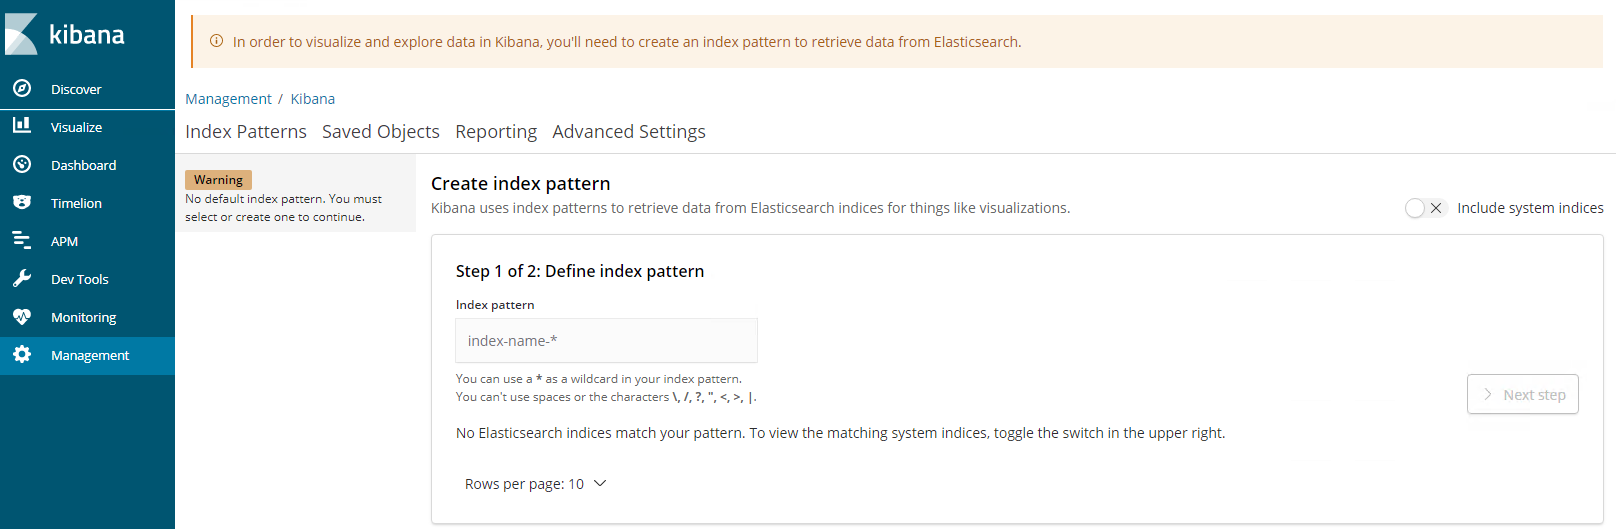 kibana
Discover
Visualize
Dashboard
Timelion
APM
Dev Tools
Monitoring
Management
In order to visualize and explore data in Kibana, you'll need to create an index pattern to retrieve data from Elasticsearch.
Management / Kibana
Index Patterns Saved Objects Reporting Advanced Settings
Warning
No default index pattern. You must
select or create one to continue.
Create index pattern
Kibana uses index patterns to retrieve data from Elasticsearch indices for things like visualizations.
Include system indices
Step 1 of 2: Define index pattern
Index pattern
index-name-*
You can use a * as a wildcard in your index pattern.
You can't use spaces or the characters \, /, ?, ", <, >, |.
Next step
No Elasticsearch indices match your pattern. To view the matching system indices, toggle the switch in the upper right.
Rows per page: 10